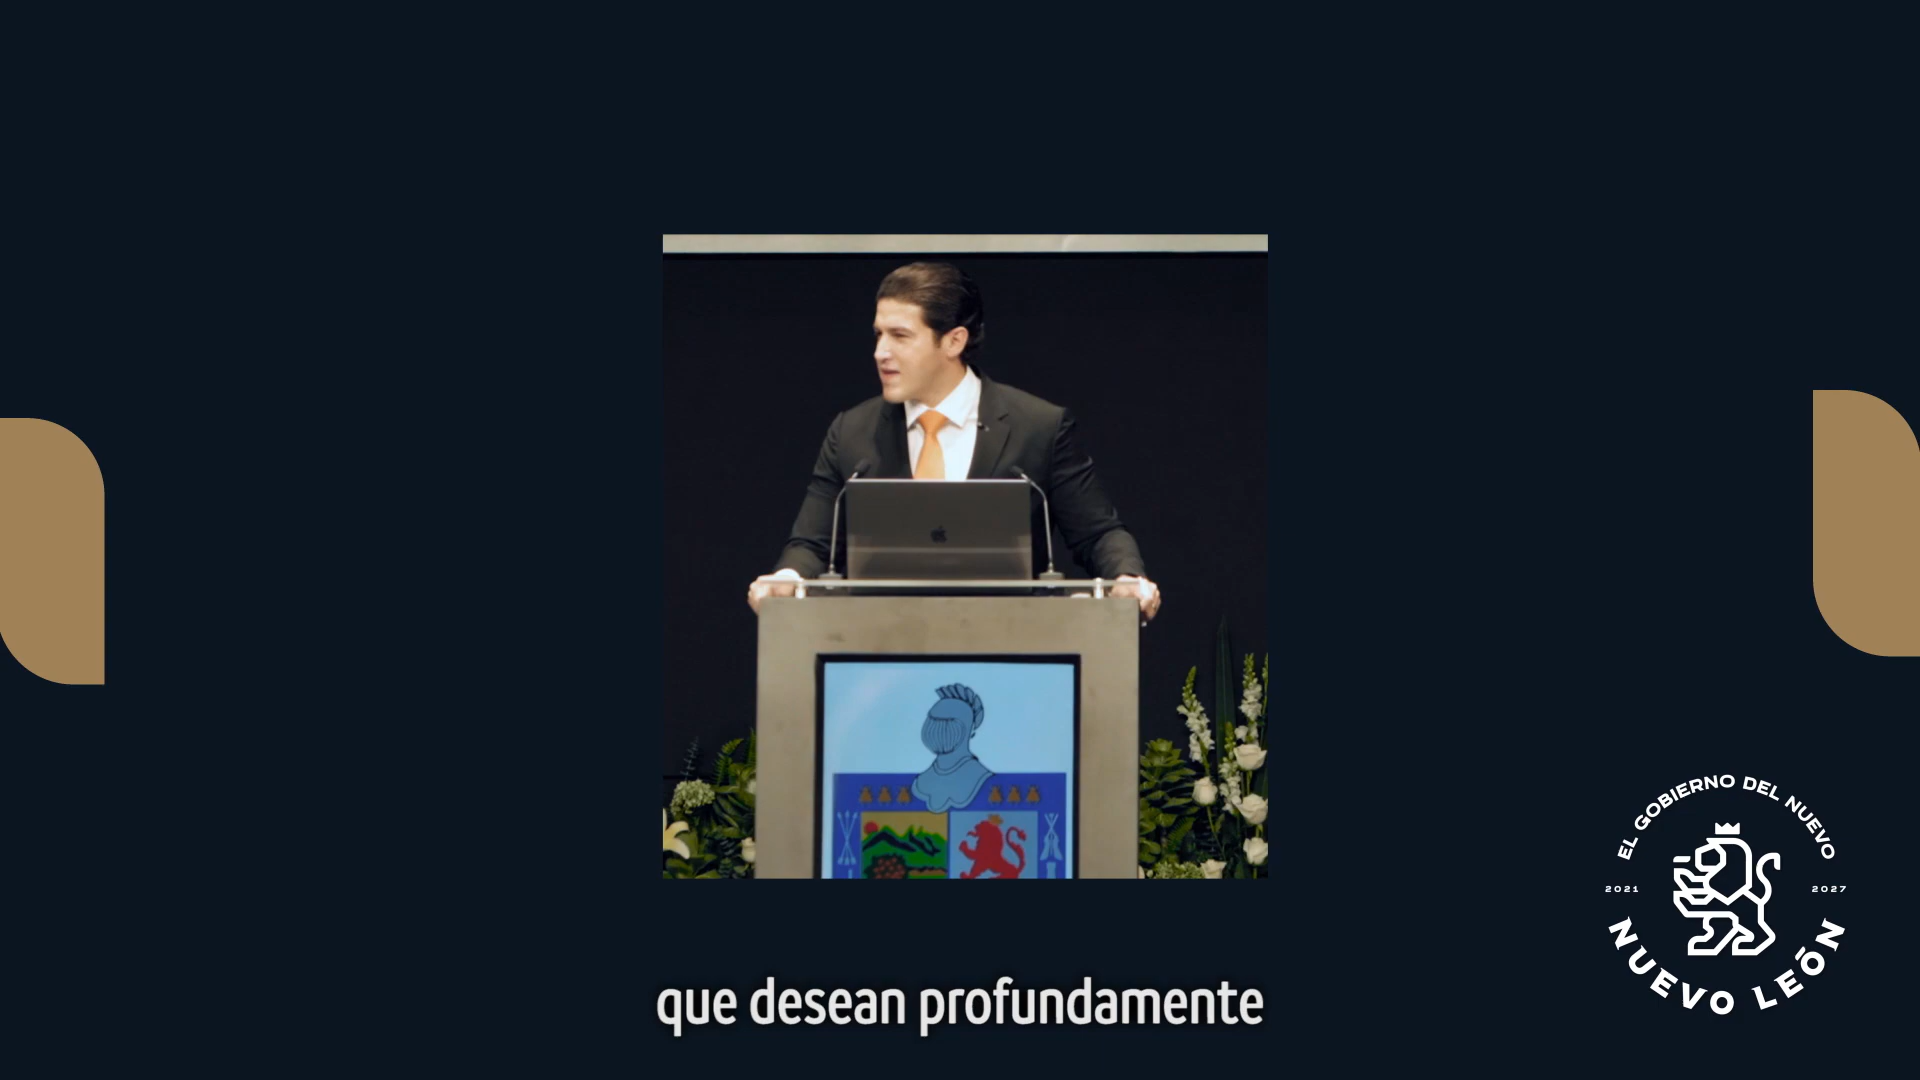 EL GOBIERNO DEL NUEVO
2021 2027
NUEVO LEÓN
que desean profundamente